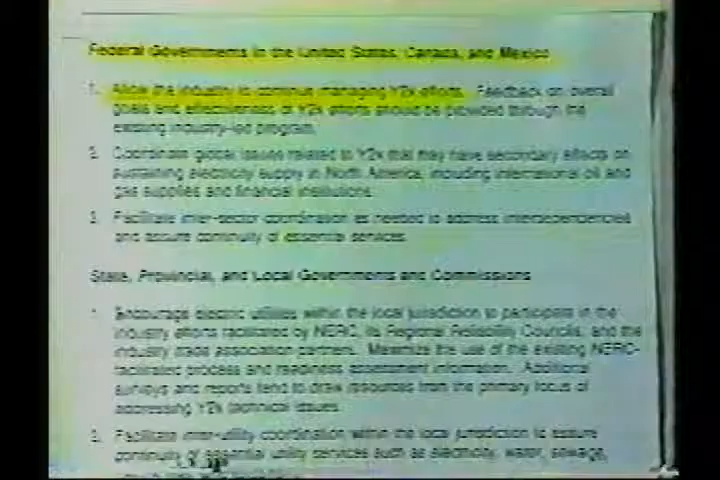 Federal Governments in the United States, Canada, and Mexico
1. Allow the industry to continue managing Y2k efforts. Feedback on overall
goals and effectiveness of Y2k efforts should be provided through the
existing industry-led program.
2. Coordinate global issues related to Y2k that may have secondary effects on
sustaining electricity supply in North America, including international oil and
gas supplies and financial institutions.
3. Facilitate inter-sector coordination as needed to address interdependencies
and assure continuity of essential services.
State, Provincial, and Local Governments and Commissions
1. Encourage electric utilities within the local jurisdiction to participate in the
industry efforts facilitated by NERC, its Regional Reliability Councils, and the
industry trade association partners. Maximize the use of the existing NERC-
facilitated process and readiness assessment information. Additional
surveys and reports tend to draw resources from the primary focus of
addressing Y2k technical issues.
2. Facilitate inter-utility coordination within the local jurisdiction to assure
continuity of essential utility services such as electricity, water, sewage,